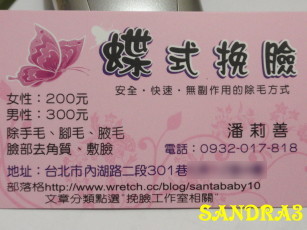 蝶式挽臉
安全、快速、無副作用的除毛方式
女性：200元
男性：300元
除手毛、腳毛、腋毛
潘莉善
臉部去角質、敷臉
電話：0932-017-818
地址：台北市內湖路二段301巷
部落格http://www.wretch.cc/blog/santababy10
文章分類點選"挽臉工作室相關"
SANDRA3